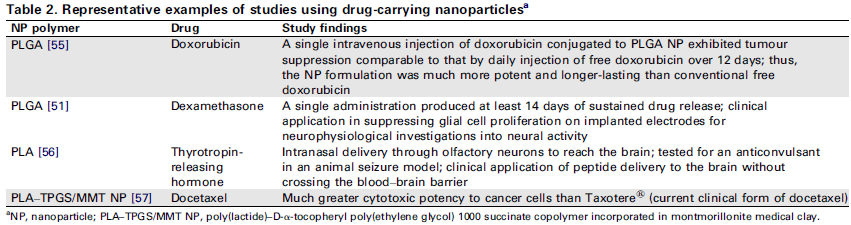 Table 2. Representative examples of studies using drug-carrying nanoparticlesa
NP polymer Drug Study findings
PLGA [55] Doxorubicin A single intravenous injection of doxorubicin conjugated to PLGA NP exhibited tumour
suppression comparable to that by daily injection of free doxorubicin over 12 days; thus,
the NP formulation was much more potent and longer-lasting than conventional free
doxorubicin
PLGA [51] Dexamethasone A single administration produced at least 14 days of sustained drug release; clinical
application in suppressing glial cell proliferation on implanted electrodes for
neurophysiological investigations into neural activity
PLA [56] Thyrotropin- Intranasal delivery through olfactory neurons to reach the brain; tested for an anticonvulsant
releasing in an animal seizure model; clinical application of peptide delivery to the brain without
hormone crossing the blood–brain barrier
PLA–TPGS/MMT NP [57] Docetaxel Much greater cytotoxic potency to cancer cells than Taxotere® (current clinical form of docetaxel)
aNP, nanoparticle; PLA–TPGS/MMT NP, poly(lactide)–D-α-tocopheryl poly(ethylene glycol) 1000 succinate copolymer incorporated in montmorillonite medical clay.